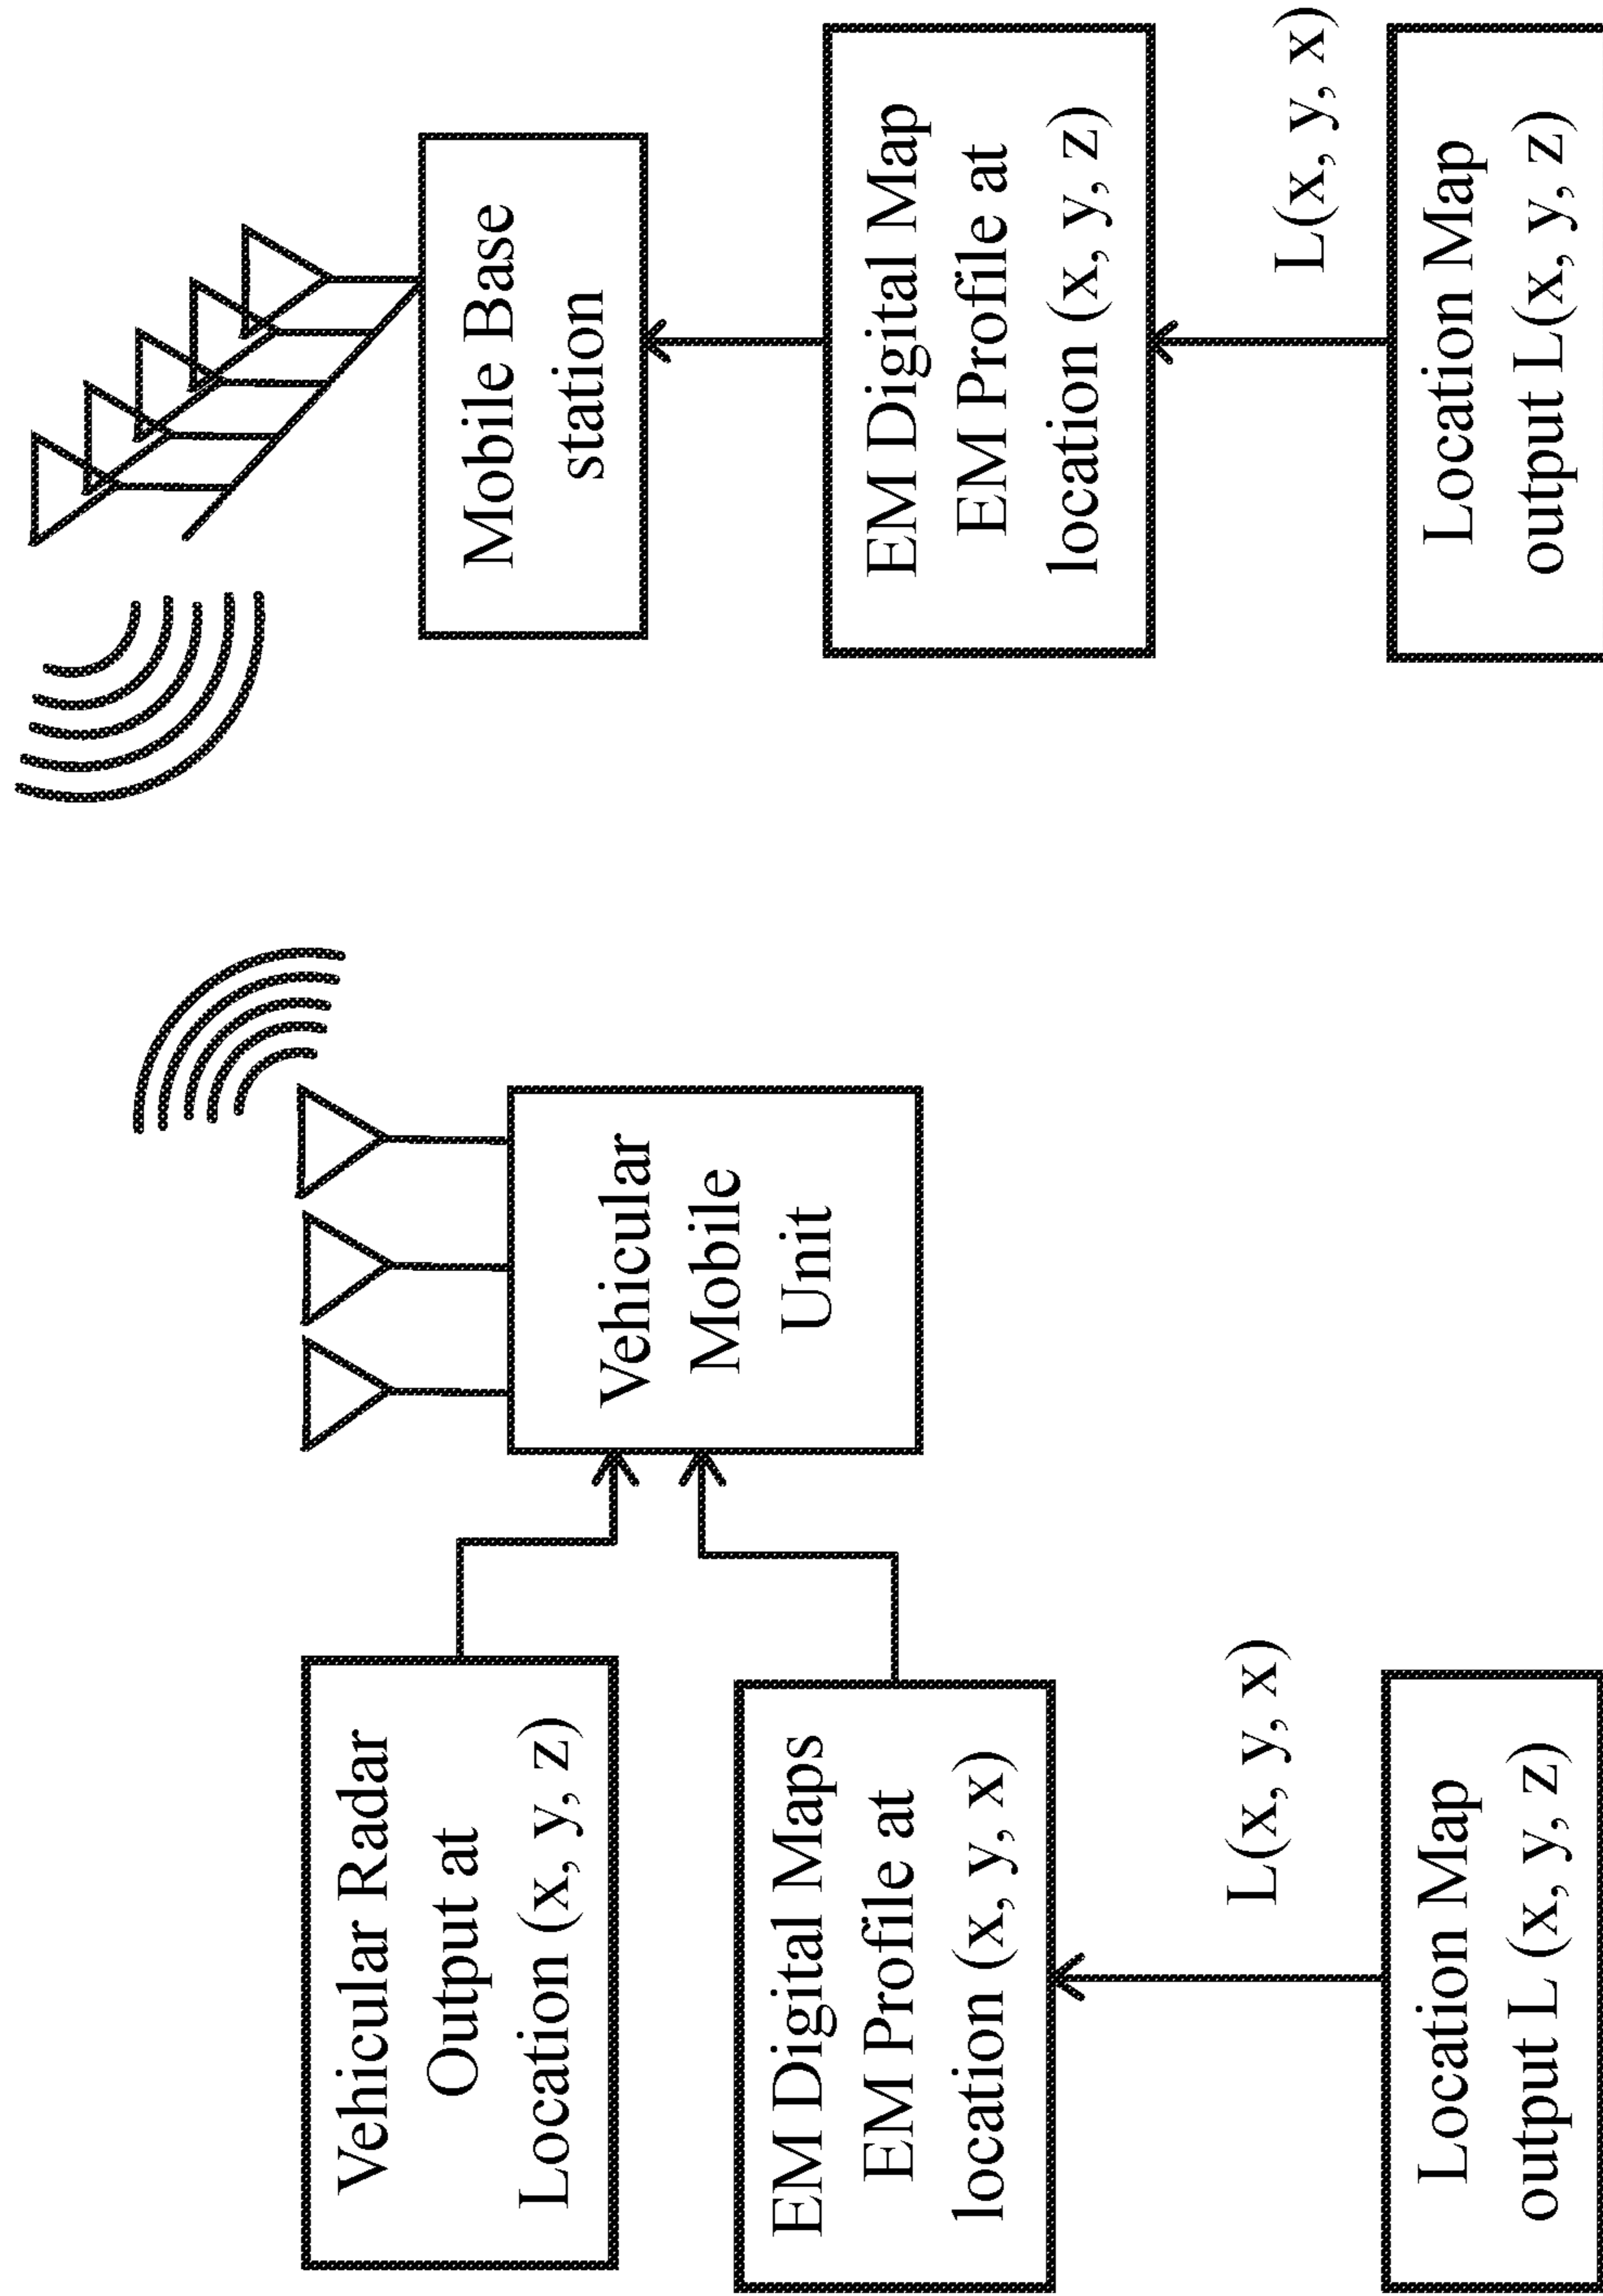 Vehicular Radar
Output at
Location (x, y, z)
EM Digital Maps
EM Profile at
location (x, y, x)
L(x, y, x)
Location Map
output L (x, y, z)
Vehicular
Mobile
Unit
Mobile Base
station
EM Digital Map
EM Profile at
location (x, y, z)
L(x, y, x)
Location Map
output L(x, y, z)